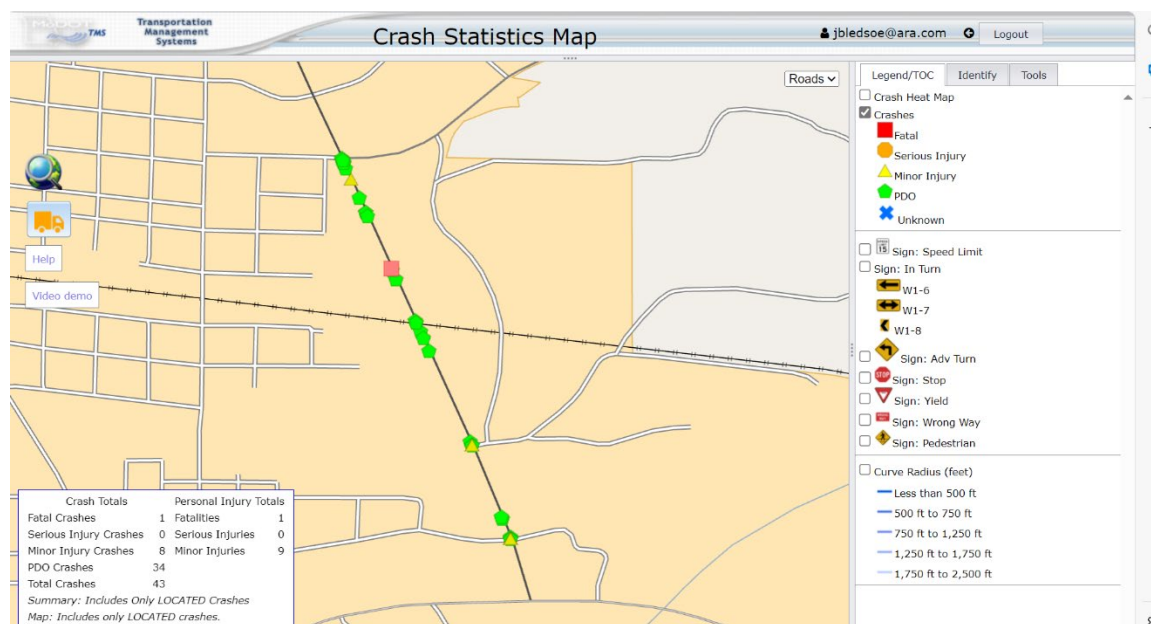 TMS
Transportation
Management
Systems
Crash Statistics Map
jbledsoe@ara.com
Logout
Roads
Legend/TOC
Identify
Tools
Crash Heat Map
Crashes
Fatal
Serious Injury
Minor Injury
PDO
Unknown
Help
Video demo
Sign: Speed Limit
Sign: In Turn
W1-6
W1-7
W1-8
Sign: Adv Turn
STOP
Sign: Stop
Sign: Yield
Sign: Wrong Way
Sign: Pedestrian
Curve Radius (feet)
Less than 500 ft
500 ft to 750 ft
750 ft to 1,250 ft
1,250 ft to 1,750 ft
1,750 ft to 2,500 ft
Crash Totals Personal Injury Totals
Fatal Crashes 1 Fatalities 1
Serious Injury Crashes 0 Serious Injuries 0
Minor Injury Crashes 8 Minor Injuries 9
PDO Crashes 34
Total Crashes 43
Summary: Includes Only LOCATED Crashes
Map: Includes only LOCATED crashes.